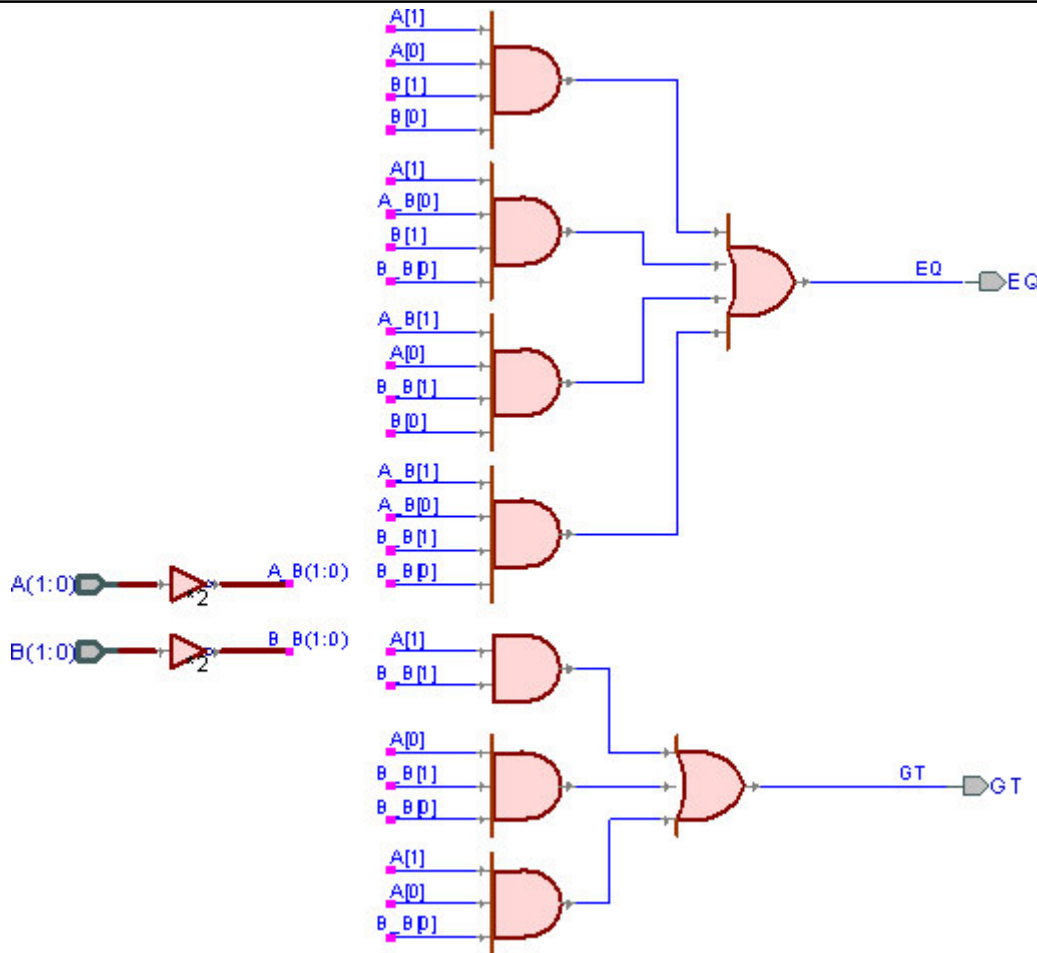 A[1]
A[0]
B[1]
B[0]
A[1]
A_B[0]
B[1]
B_B[0]
EQ
EQ
A_B[1]
A[0]
B_B[1]
B[0]
A_B[1]
A_B[0]
B_B[1]
B_B[0]
A(1:0)
2
A_B(1:0)
B(1:0)
2
B_B(1:0)
A[1]
B_B[1]
A[0]
B_B[1]
B_B[0]
GT
GT
A[1]
A[0]
B_B[0]